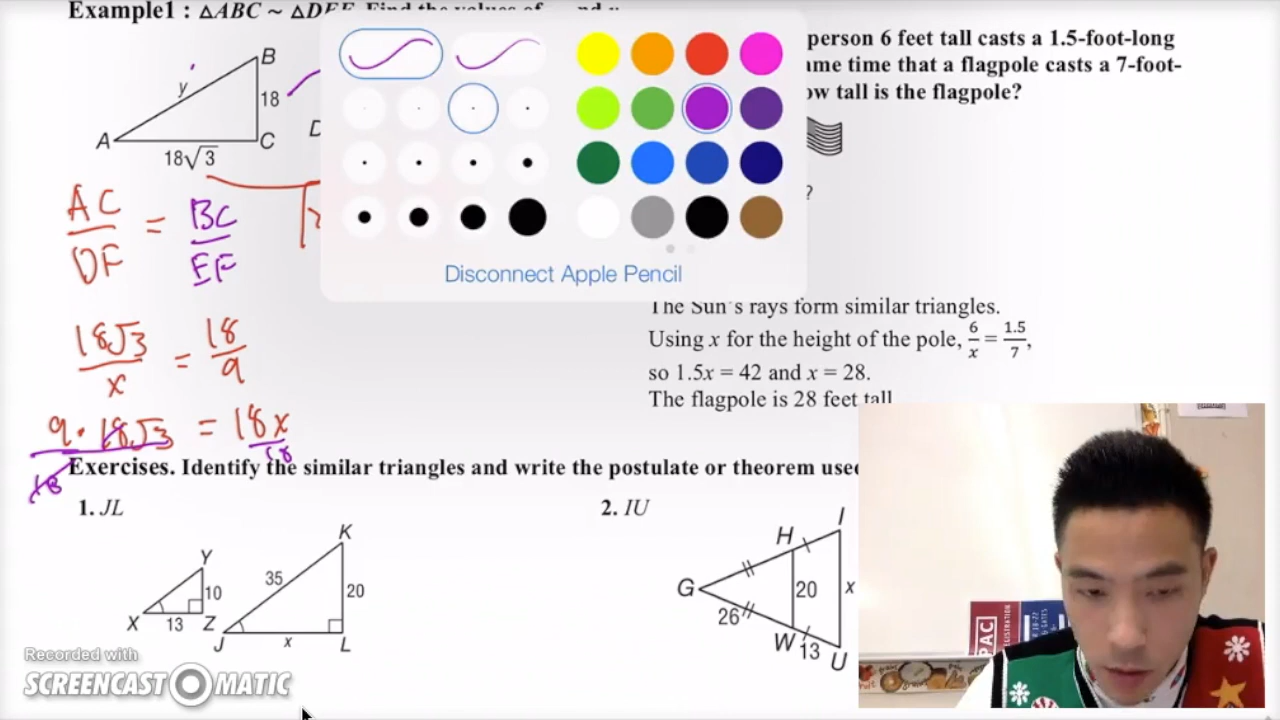 Example1 : △ABC ~ △DEF. Find the values of
person 6 feet tall casts a 1.5-foot-long
ame time that a flagpole casts a 7-foot-
ow tall is the flagpole?
B
y
18
A
C
18√3
D
?
AC/DF = BC/EF
18√3/x = 18/9
9 · 18√3 = 18x
18
18
Disconnect Apple Pencil
The Sun's rays form similar triangles.
Using x for the height of the pole, 6/x = 1.5/7,
so 1.5x = 42 and x = 28.
The flagpole is 28 feet tall
Exercises. Identify the similar triangles and write the postulate or theorem used
1. JL
2. IU
Y
10
X
13
Z
K
35
20
J
x
L
I
H
G
20
x
26
W
13
U
PAC
REGISTRATION
Recorded with
SCREENCAST O MATIC